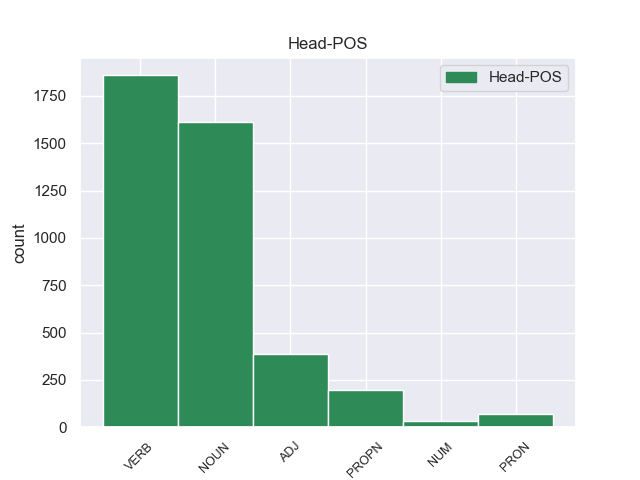 Head-POS
Head-POS
1750
1500
1250
1000
750
500
250
0
count
VERB
NOUN
ADJ
PROPN
NUM
PRON